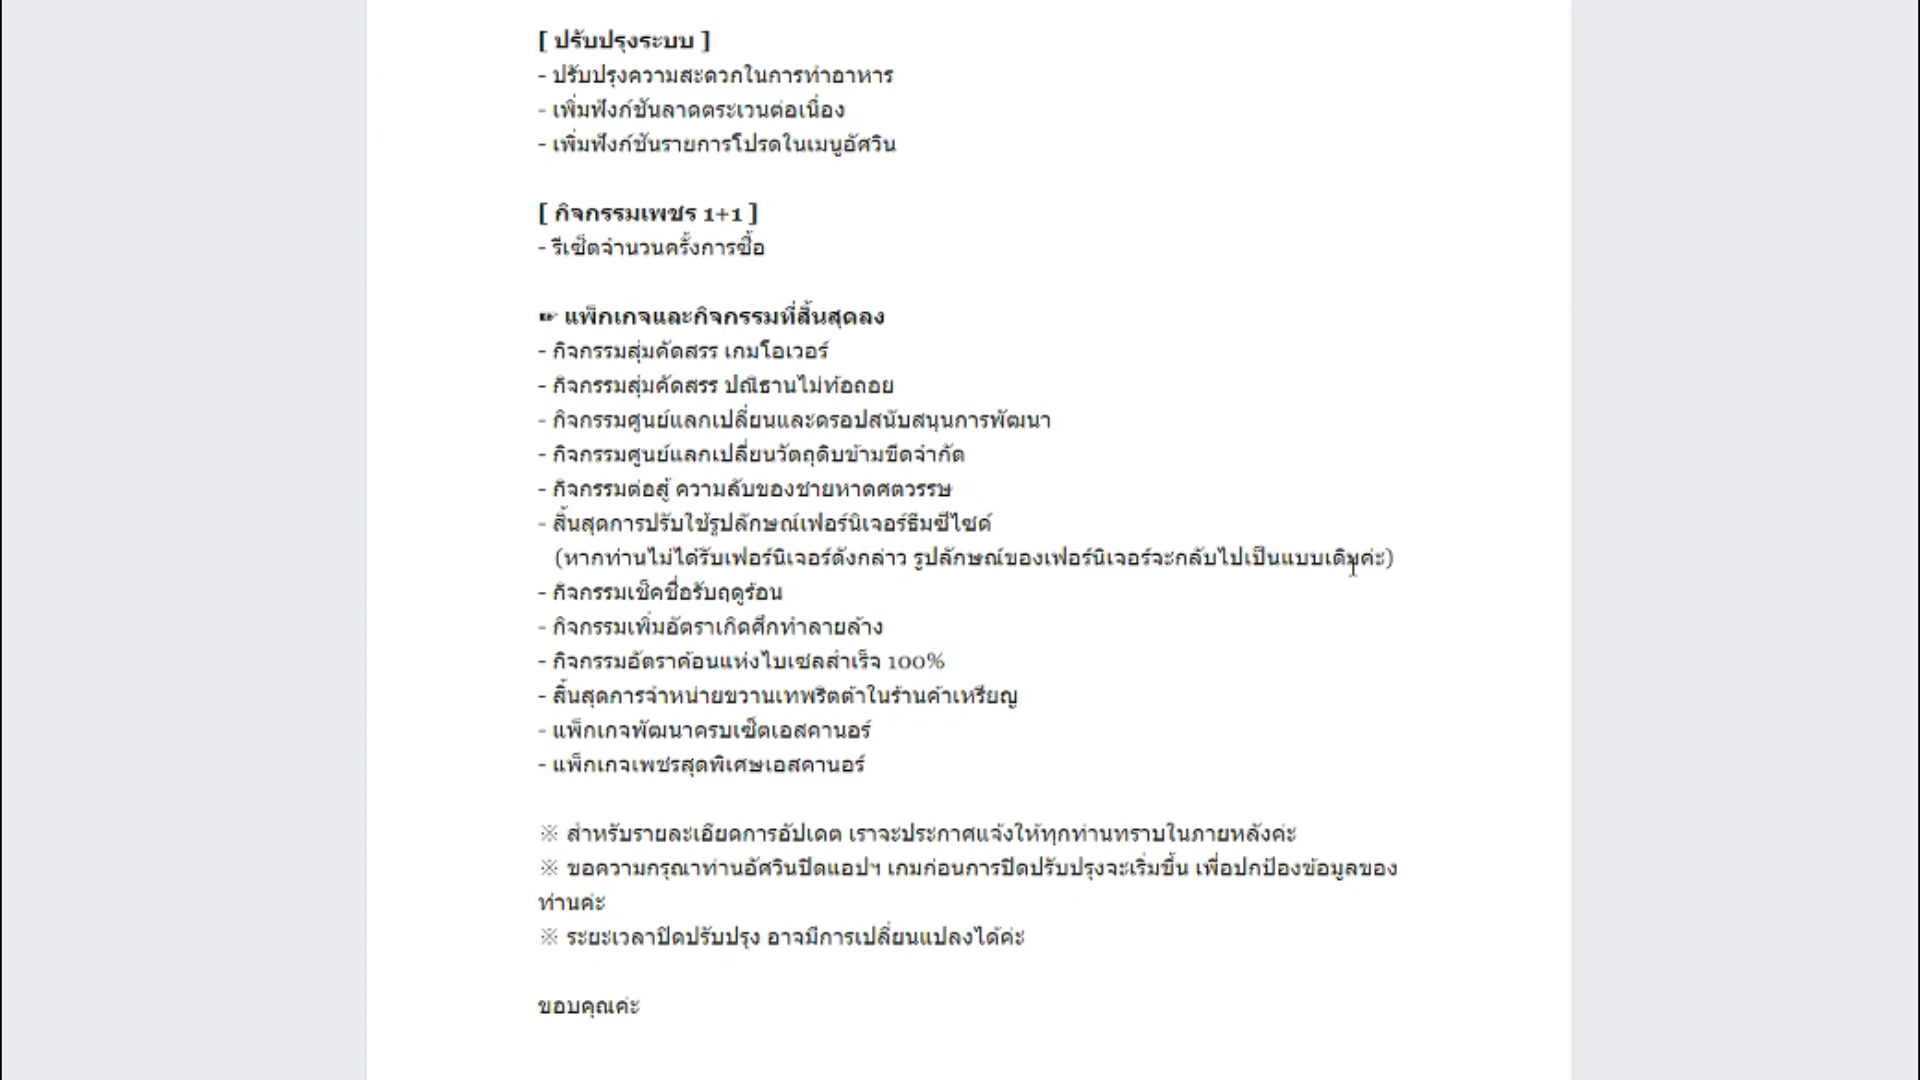 [ ปรับปรุงระบบ ]
- ปรับปรุงความสะดวกในการทำอาหาร
- เพิ่มฟังก์ชันลาดตระเวนต่อเนื่อง
- เพิ่มฟังก์ชันรายการโปรดในเมนูอัศวิน
[ กิจกรรมเพชร 1+1 ]
- รีเซ็ตจำนวนครั้งการซื้อ
☛ แพ็กเกจและกิจกรรมที่สิ้นสุดลง
- กิจกรรมสุ่มคัดสรร เกมโอเวอร์
- กิจกรรมสุ่มคัดสรร ปณิธานไม่ท้อถอย
- กิจกรรมศูนย์แลกเปลี่ยนและดรอปสนับสนุนการพัฒนา
- กิจกรรมศูนย์แลกเปลี่ยนวัตถุดิบข้ามขีดจำกัด
- กิจกรรมต่อสู้ ความลับของชายหาดศตวรรษ
- สิ้นสุดการปรับใช้รูปลักษณ์เฟอร์นิเจอร์ธีมซีไซด์
(หากท่านไม่ได้รับเฟอร์นิเจอร์ดังกล่าว รูปลักษณ์ของเฟอร์นิเจอร์จะกลับไปเป็นแบบเดิมค่ะ)
- กิจกรรมเช็คชื่อรับฤดูร้อน
- กิจกรรมเพิ่มอัตราเกิดศึกทำลายล้าง
- กิจกรรมอัตราค้อนแห่งไบเซลสำเร็จ 100%
- สิ้นสุดการจำหน่ายขวานเทพริตต้าในร้านค้าเหรียญ
- แพ็กเกจพัฒนาครบเซ็ตเอสคานอร์
- แพ็กเกจเพชรสุดพิเศษเอสคานอร์
※ สำหรับรายละเอียดการอัปเดต เราจะประกาศแจ้งให้ทุกท่านทราบในภายหลังค่ะ
※ ขอความกรุณาท่านอัศวินปิดแอปฯ เกมก่อนการปิดปรับปรุงจะเริ่มขึ้น เพื่อปกป้องข้อมูลของ
ท่านค่ะ
※ ระยะเวลาปิดปรับปรุง อาจมีการเปลี่ยนแปลงได้ค่ะ
ขอบคุณค่ะ